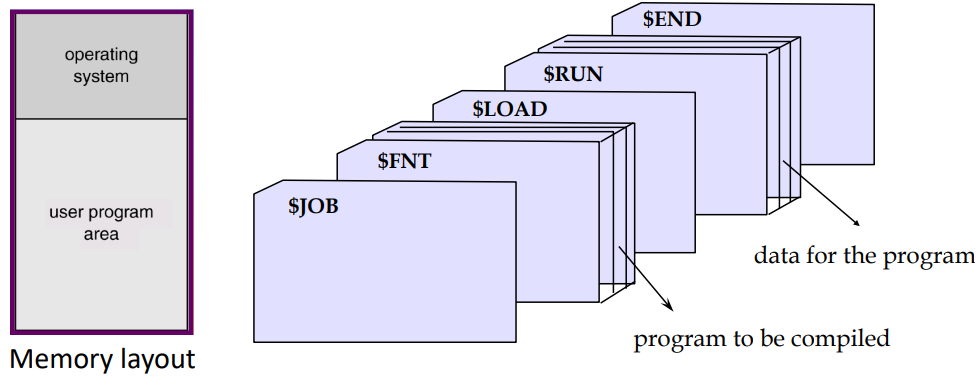 operating
system
user program
area
Memory layout
$END
$RUN
$LOAD
$FNT
$JOB
data for the program
program to be compiled